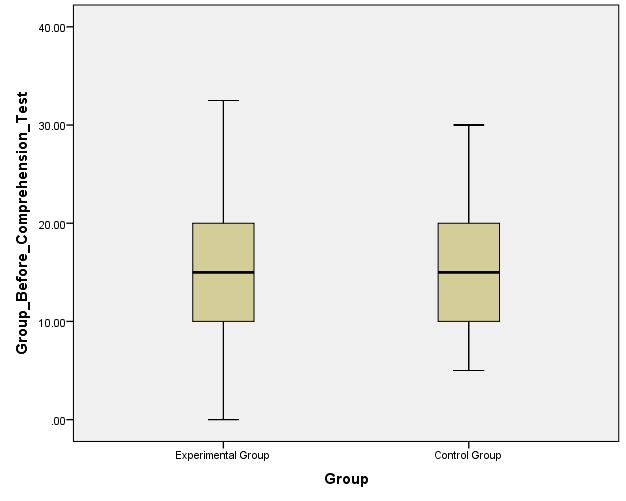 Group_Before_Comprehension_Test
40.00
30.00
20.00
10.00
.00
Experimental Group
Control Group
Group